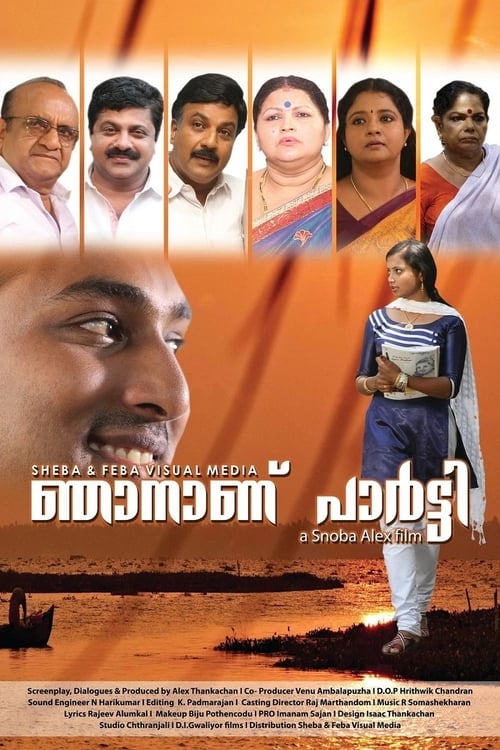 SHEBA & FEBA VISUAL MEDIA
ഞാനാണ് പാർട്ടി
a Snoba Alex film
Screenplay, Dialogues & Produced by Alex Thankachan I Co- Producer Venu Ambalapuzha I D.O.P Hrithwik Chandran
Sound Engineer N Harikumar I Editing K. Padmarajan I Casting Director Raj Marthandom I Music R Somashekharan
Lyrics Rajeev Alumkal I Makeup Biju Pothencodu I PRO Imanam Sajan I Design Isaac Thankachan
Studio Chthranjali I D.I.Gwaliyor films I Distribution Sheba & Feba Visual Media